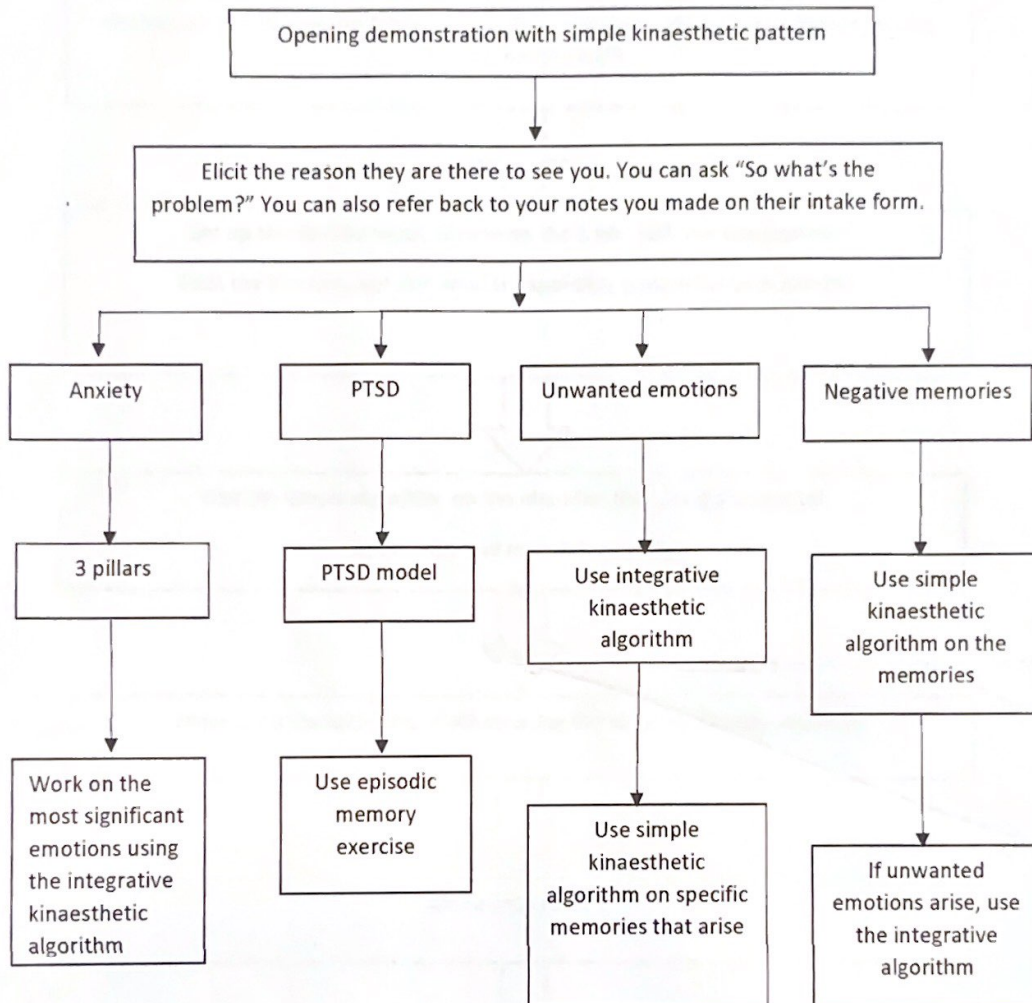 Opening demonstration with simple kinaesthetic pattern
Elicit the reason they are there to see you. You can ask “So what’s the
problem?” You can also refer back to your notes you made on their intake form.
Anxiety
PTSD
Unwanted emotions
Negative memories
3 pillars
PTSD model
Use integrative
kinaesthetic
algorithm
Use simple
kinaesthetic
algorithm on the
memories
Work on the
most significant
emotions using
the integrative
kinaesthetic
algorithm
Use episodic
memory
exercise
Use simple
kinaesthetic
algorithm on specific
memories that arise
If unwanted
emotions arise, use
the integrative
algorithm